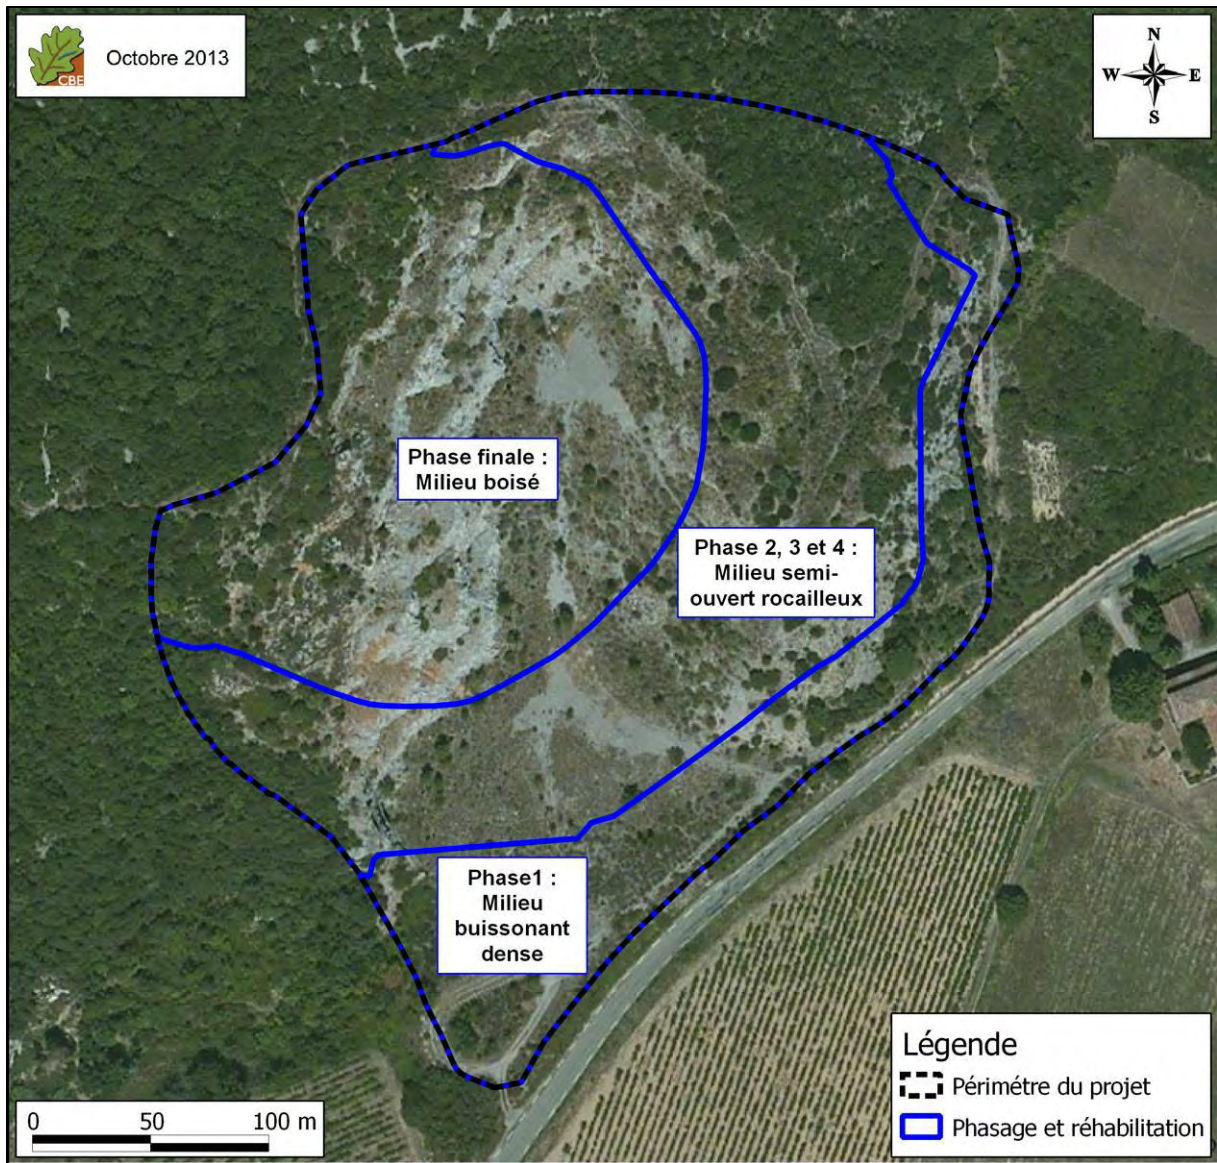 CBE
Octobre 2013
N
W E
S
Phase finale :
Milieu boisé
Phase 2, 3 et 4 :
Milieu semi-
ouvert rocailleux
Phase1 :
Milieu
buissonant
dense
0 50 100 m
Légende
Périmétre du projet
Phasage et réhabilitation